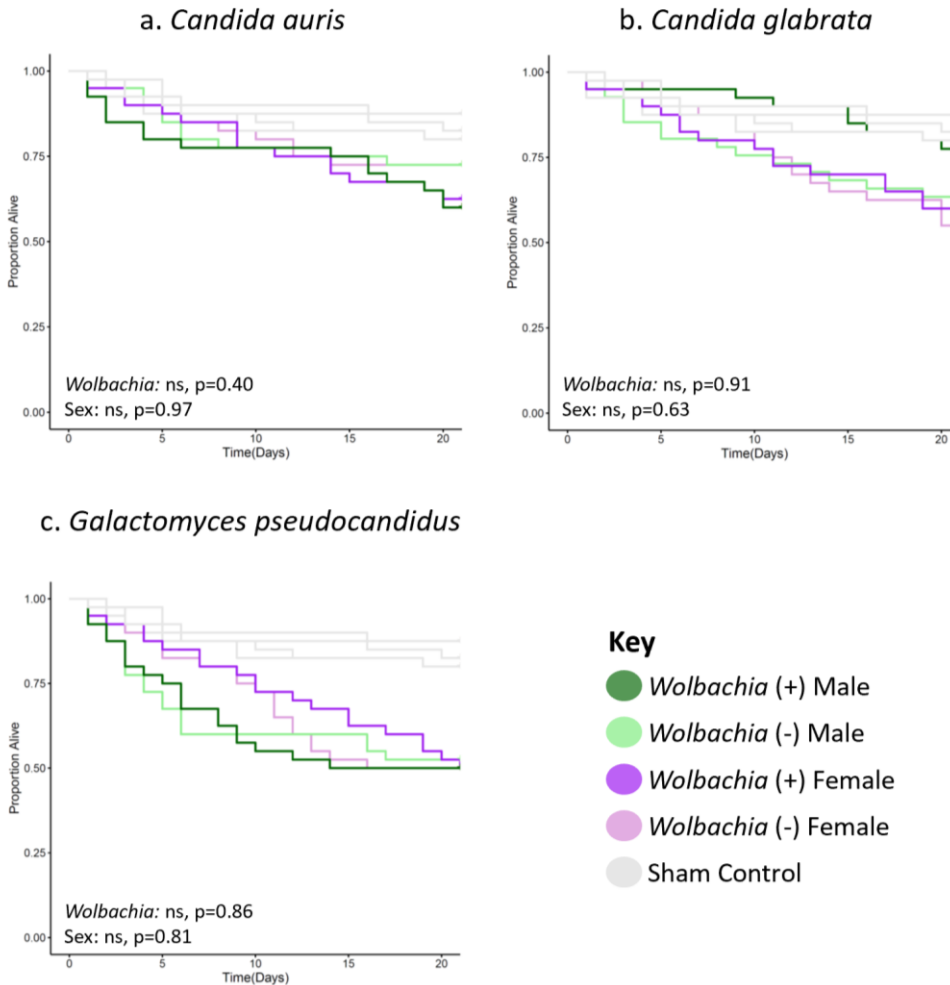 a. Candida auris
1.00
0.75
0.50
0.25
0.00
Proportion Alive
Wolbachia: ns, p=0.40
Sex: ns, p=0.97
0 5 10 15 20
Time(Days)
b. Candida glabrata
1.00
0.75
0.50
0.25
0.00
Proportion Alive
Wolbachia: ns, p=0.91
Sex: ns, p=0.63
0 5 10 15 20
Time(Days)
c. Galactomyces pseudocandidus
1.00
0.75
0.50
0.25
0.00
Proportion Alive
Wolbachia: ns, p=0.86
Sex: ns, p=0.81
0 5 10 15 20
Time(Days)
Key
Wolbachia (+) Male
Wolbachia (-) Male
Wolbachia (+) Female
Wolbachia (-) Female
Sham Control